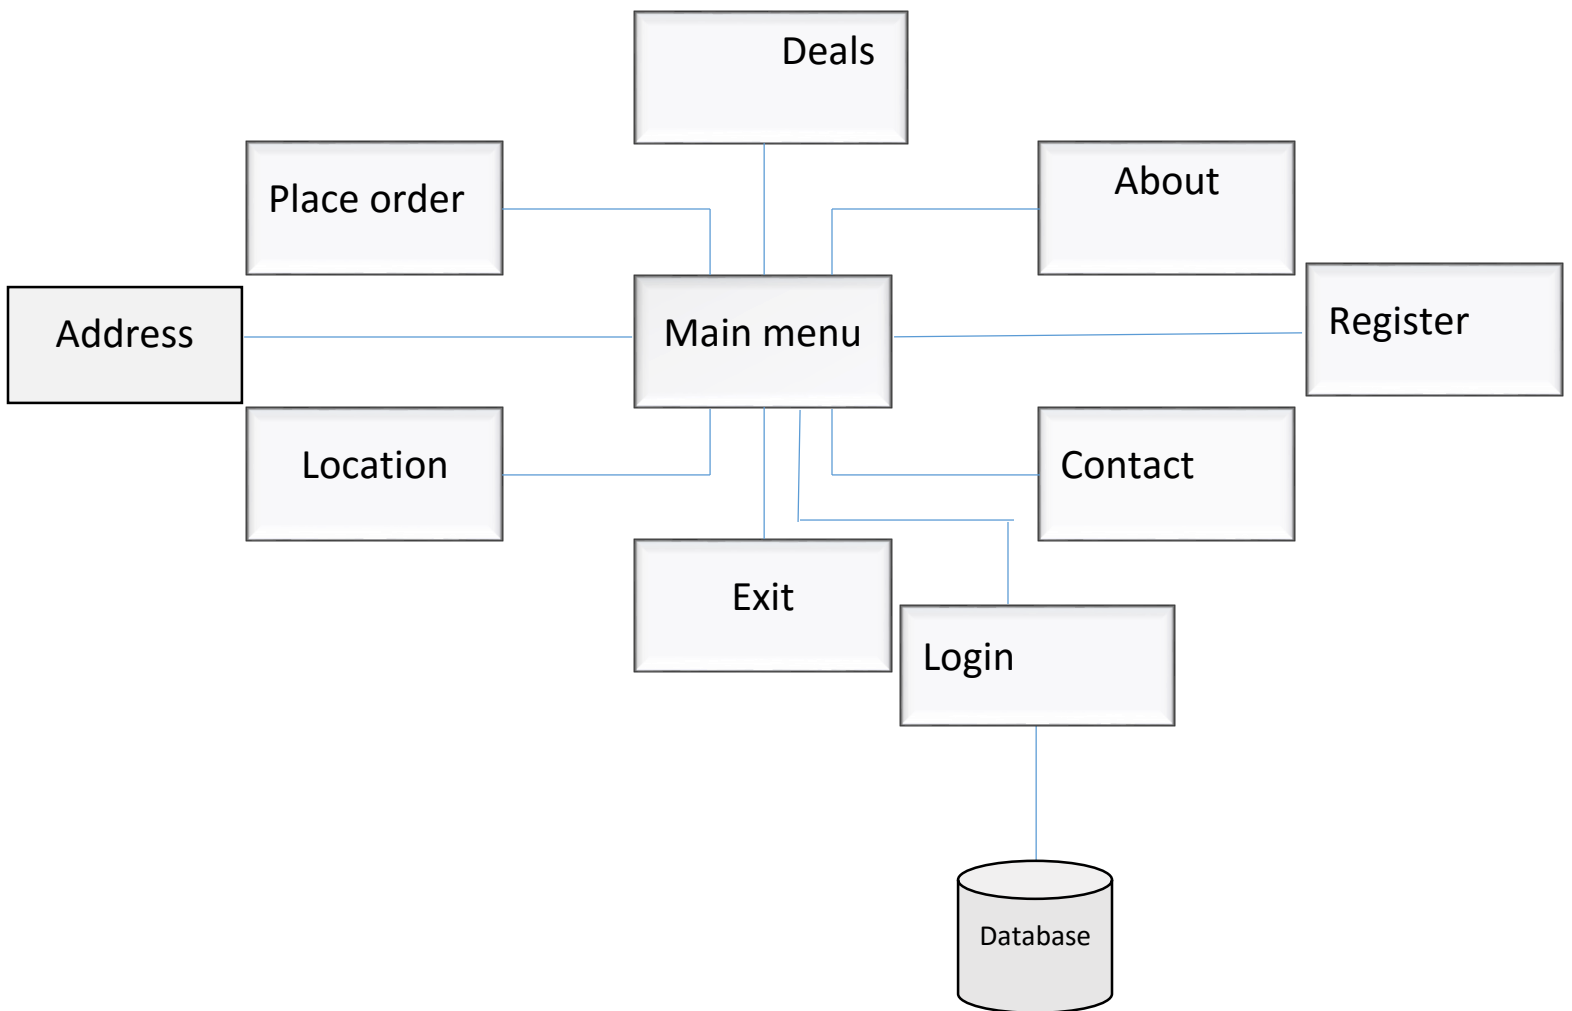 Deals
Place order
About
Address
Main menu
Register
Location
Contact
Exit
Login
Database